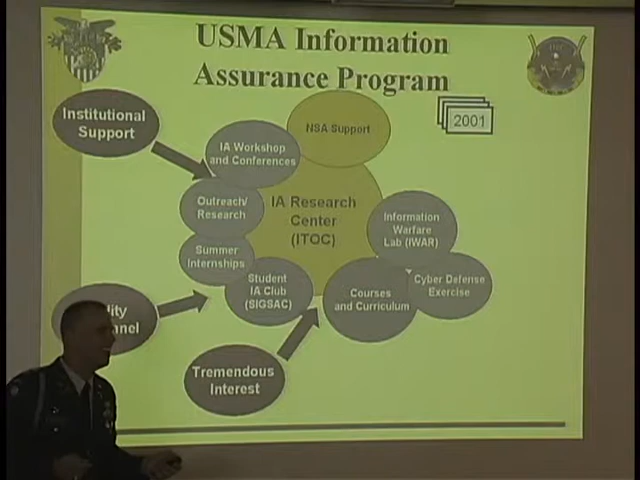 USMA Information
Assurance Program
Institutional
Support
NSA Support
2001
IA Workshop
and Conferences
Outreach/
Research
IA Research
Center
(ITOC)
Information
Warfare
Lab (IWAR)
Summer
Internships
Student
IA Club
(SIGSAC)
Courses
and Curriculum
Cyber Defense
Exercise
Tremendous
Interest